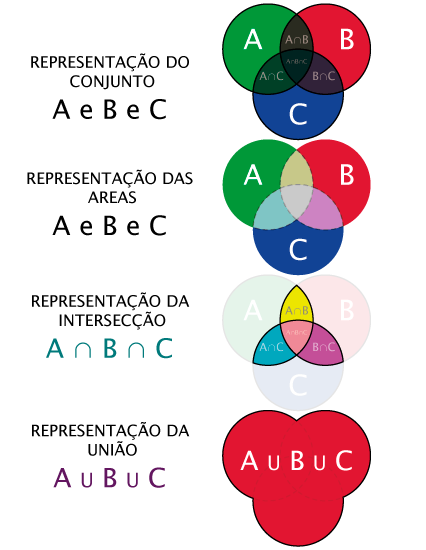 REPRESENTAÇÃO DO
CONJUNTO
A e B e C
A
B
A∩B
A∩B∩C
A∩C
B∩C
C
REPRESENTAÇÃO DAS
AREAS
A e B e C
A
B
C
REPRESENTAÇÃO DA
INTERSECÇÃO
A ∩ B ∩ C
A
B
A∩B
A∩B∩C
A∩C
B∩C
C
REPRESENTAÇÃO DA
UNIÃO
A ∪ B ∪ C
A ∪ B ∪ C